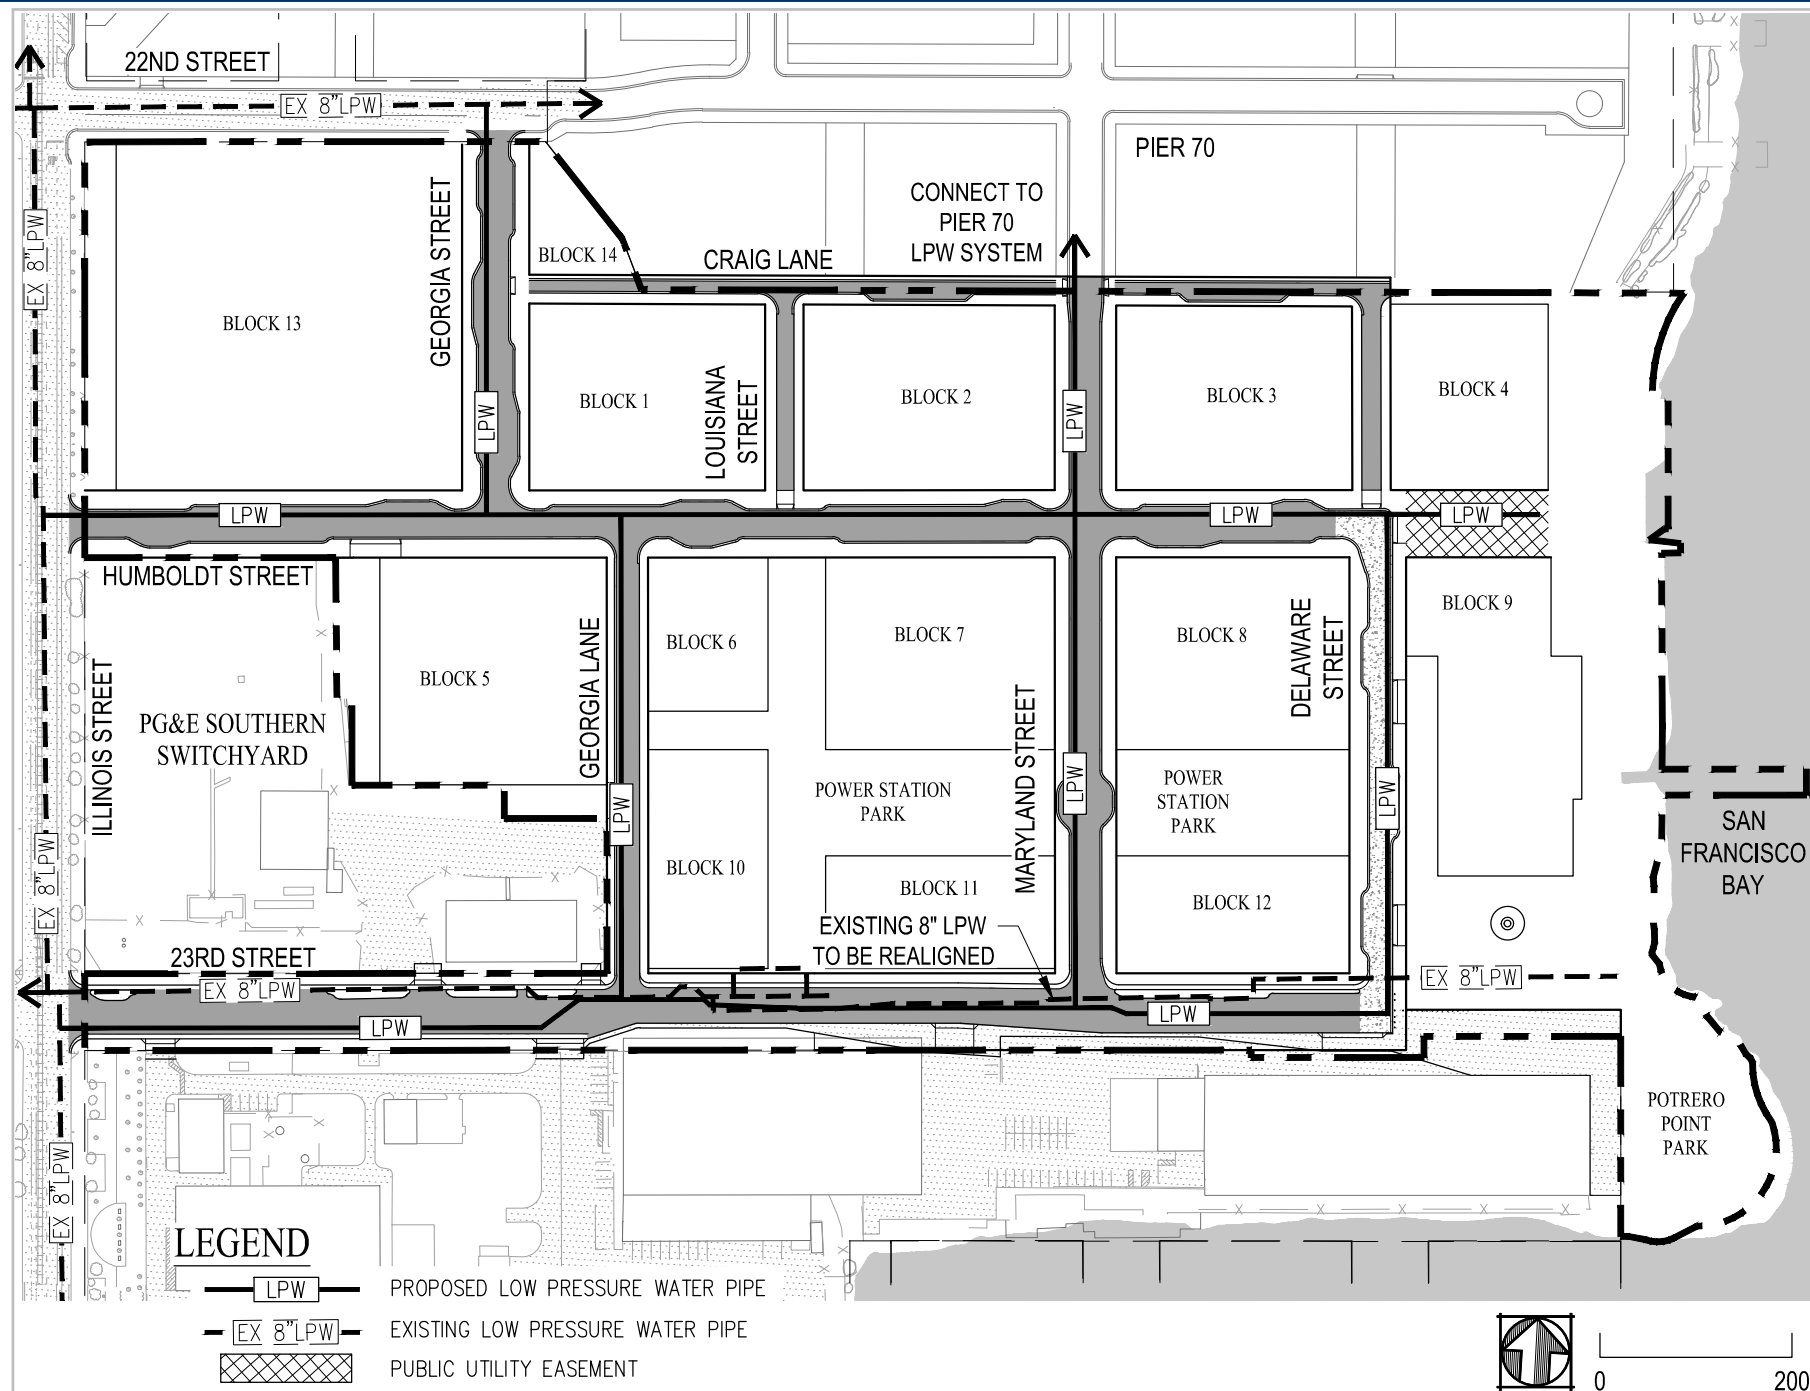 22ND STREET
EX 8"LPW
PIER 70
CONNECT TO
PIER 70
LPW SYSTEM
EX 8"LPW
GEORGIA STREET
BLOCK 14
CRAIG LANE
BLOCK 13
BLOCK 1
LOUISIANA
STREET
BLOCK 2
BLOCK 3
BLOCK 4
LPW
LPW
LPW
LPW
LPW
HUMBOLDT STREET
BLOCK 5
GEORGIA LANE
BLOCK 6
BLOCK 7
BLOCK 8
DELAWARE
STREET
BLOCK 9
ILLINOIS STREET
PG&E SOUTHERN
SWITCHYARD
MARYLAND STREET
POWER STATION
PARK
POWER
STATION
PARK
LPW
LPW
LPW
SAN
FRANCISCO
BAY
EX 8"LPW
BLOCK 10
BLOCK 11
BLOCK 12
EXISTING 8" LPW
TO BE REALIGNED
23RD STREET
EX 8"LPW
EX 8"LPW
LPW
LPW
POTRERO
POINT
PARK
EX 8"LPW
LEGEND
LPW PROPOSED LOW PRESSURE WATER PIPE
EX 8"LPW EXISTING LOW PRESSURE WATER PIPE
PUBLIC UTILITY EASEMENT
0 200